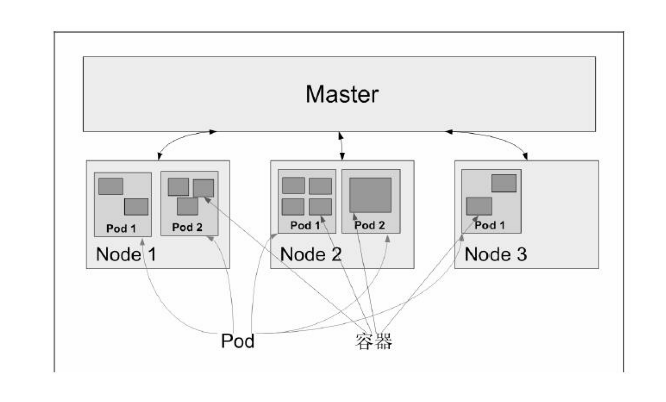 Master
Pod 1
Pod 2
Node 1
Pod 1
Pod 2
Node 2
Pod 1
Node 3
Pod
容器